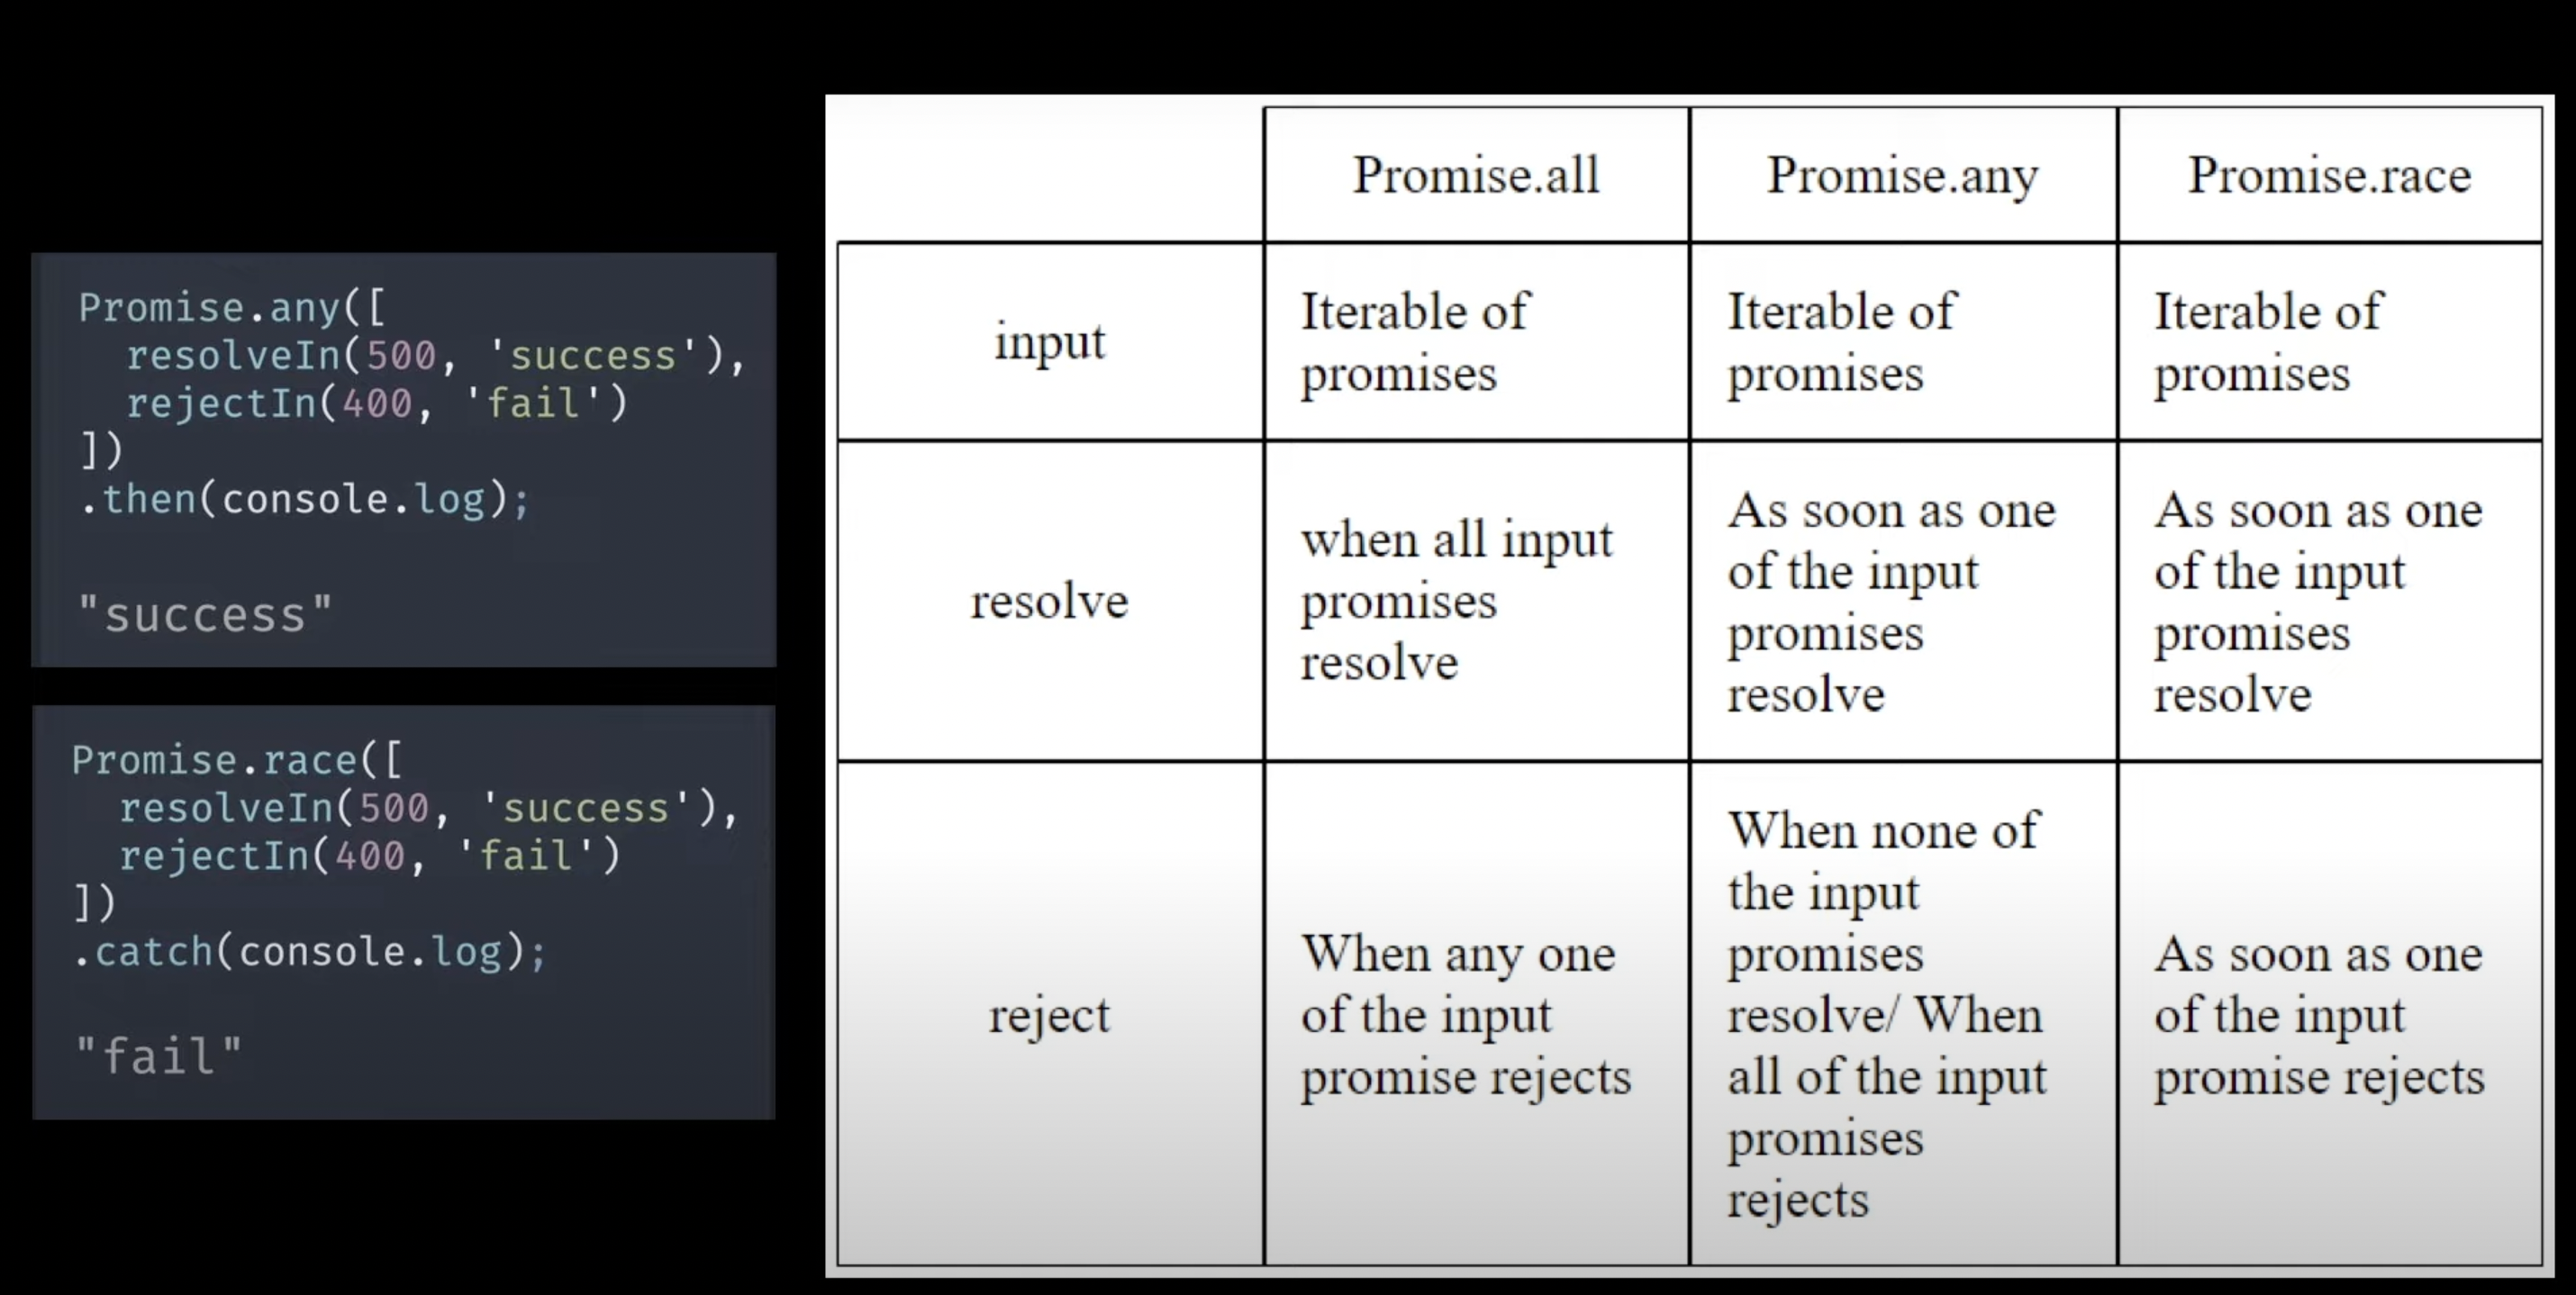 Promise.any([
  resolveIn(500, 'success'),
  rejectIn(400, 'fail')
])
.then(console.log);
"success"
Promise.race([
  resolveIn(500, 'success'),
  rejectIn(400, 'fail')
])
.catch(console.log);
"fail"
Promise.all
Promise.any
Promise.race
input
Iterable of
promises
Iterable of
promises
Iterable of
promises
resolve
when all input
promises
resolve
As soon as one
of the input
promises
resolve
As soon as one
of the input
promises
resolve
reject
When any one
of the input
promise rejects
When none of
the input
promises
resolve/ When
all of the input
promises
rejects
As soon as one
of the input
promise rejects